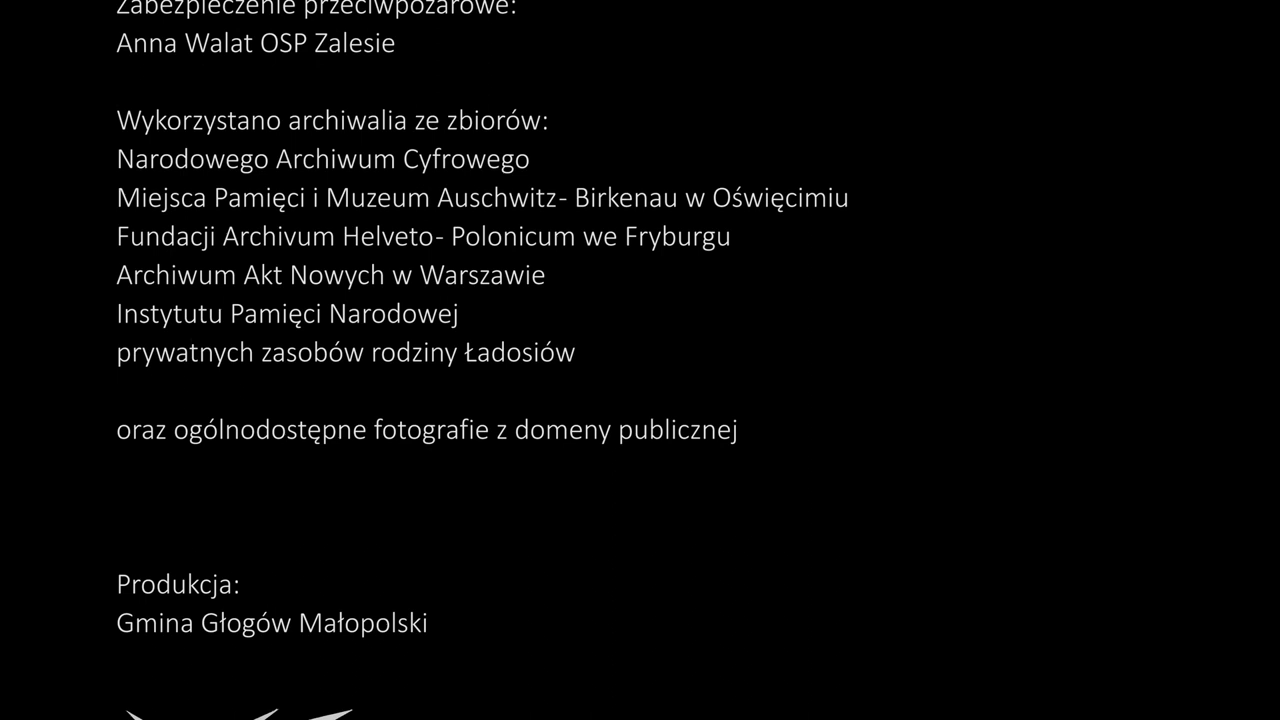 Zabezpieczenie przeciwpożarowe:
Anna Walat OSP Zalesie
Wykorzystano archiwalia ze zbiorów:
Narodowego Archiwum Cyfrowego
Miejsca Pamięci i Muzeum Auschwitz- Birkenau w Oświęcimiu
Fundacji Archivum Helveto- Polonicum we Fryburgu
Archiwum Akt Nowych w Warszawie
Instytutu Pamięci Narodowej
prywatnych zasobów rodziny Ładosiów
oraz ogólnodostępne fotografie z domeny publicznej
Produkcja:
Gmina Głogów Małopolski